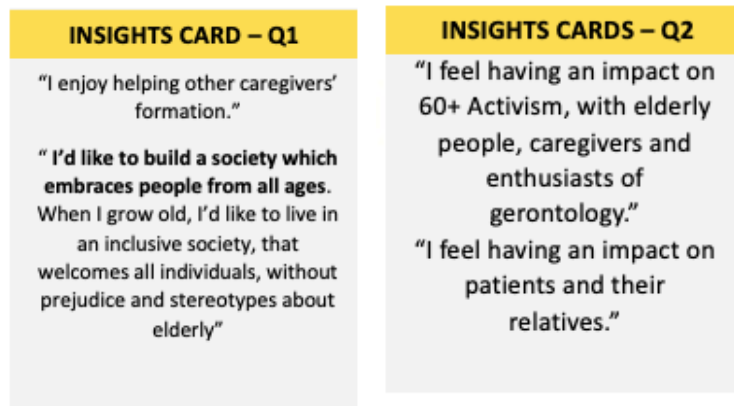 INSIGHTS CARD – Q1
“I enjoy helping other caregivers’
formation.”
“ I’d like to build a society which
embraces people from all ages.
When I grow old, I’d like to live in
an inclusive society, that
welcomes all individuals, without
prejudice and stereotypes about
elderly”
INSIGHTS CARDS – Q2
“I feel having an impact on
60+ Activism, with elderly
people, caregivers and
enthusiasts of
gerontology.”
“I feel having an impact on
patients and their
relatives.”